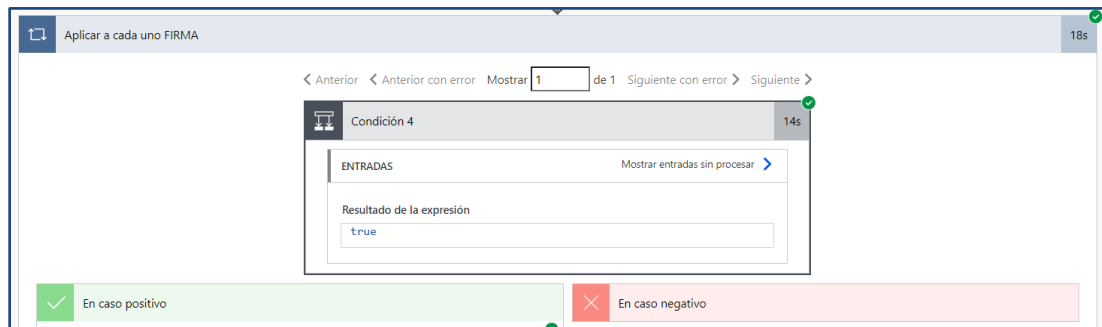 Aplicar a cada uno FIRMA 18s
Anterior Anterior con error Mostrar 1 de 1 Siguiente con error Siguiente
Condición 4 14s
ENTRADAS Mostrar entradas sin procesar
Resultado de la expresión
true
En caso positivo En caso negativo